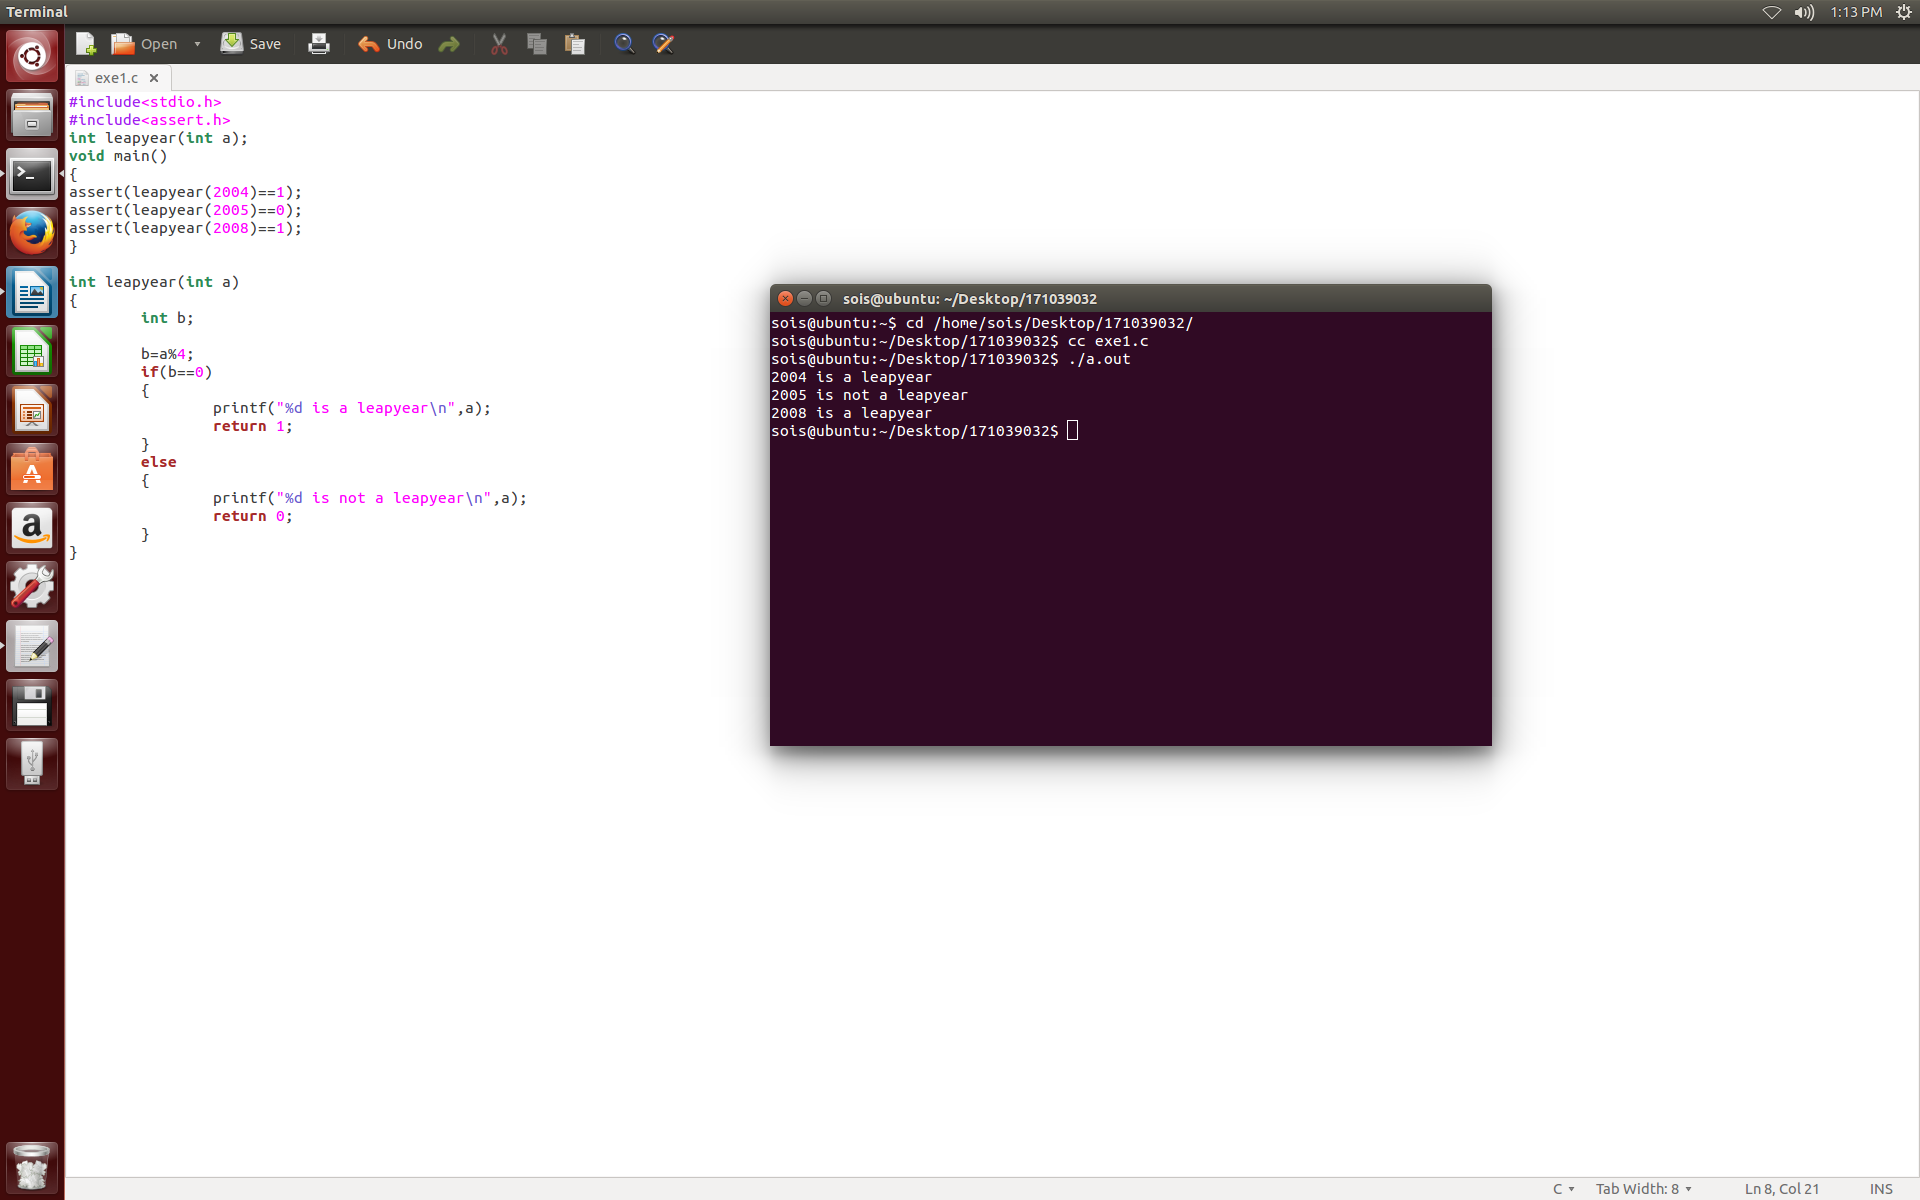 Terminal
1:13 PM
Open
Save
Undo
exe1.c
#include<stdio.h>
#include<assert.h>
int leapyear(int a);
void main()
{
assert(leapyear(2004)==1);
assert(leapyear(2005)==0);
assert(leapyear(2008)==1);
}
int leapyear(int a)
{
int b;
b=a%4;
if(b==0)
{
printf("%d is a leapyear\n",a);
return 1;
}
else
{
printf("%d is not a leapyear\n",a);
return 0;
}
}
sois@ubuntu: ~/Desktop/171039032
sois@ubuntu:~$ cd /home/sois/Desktop/171039032/
sois@ubuntu:~/Desktop/171039032$ cc exe1.c
sois@ubuntu:~/Desktop/171039032$ ./a.out
2004 is a leapyear
2005 is not a leapyear
2008 is a leapyear
sois@ubuntu:~/Desktop/171039032$
C
Tab Width: 8
Ln 8, Col 21
INS